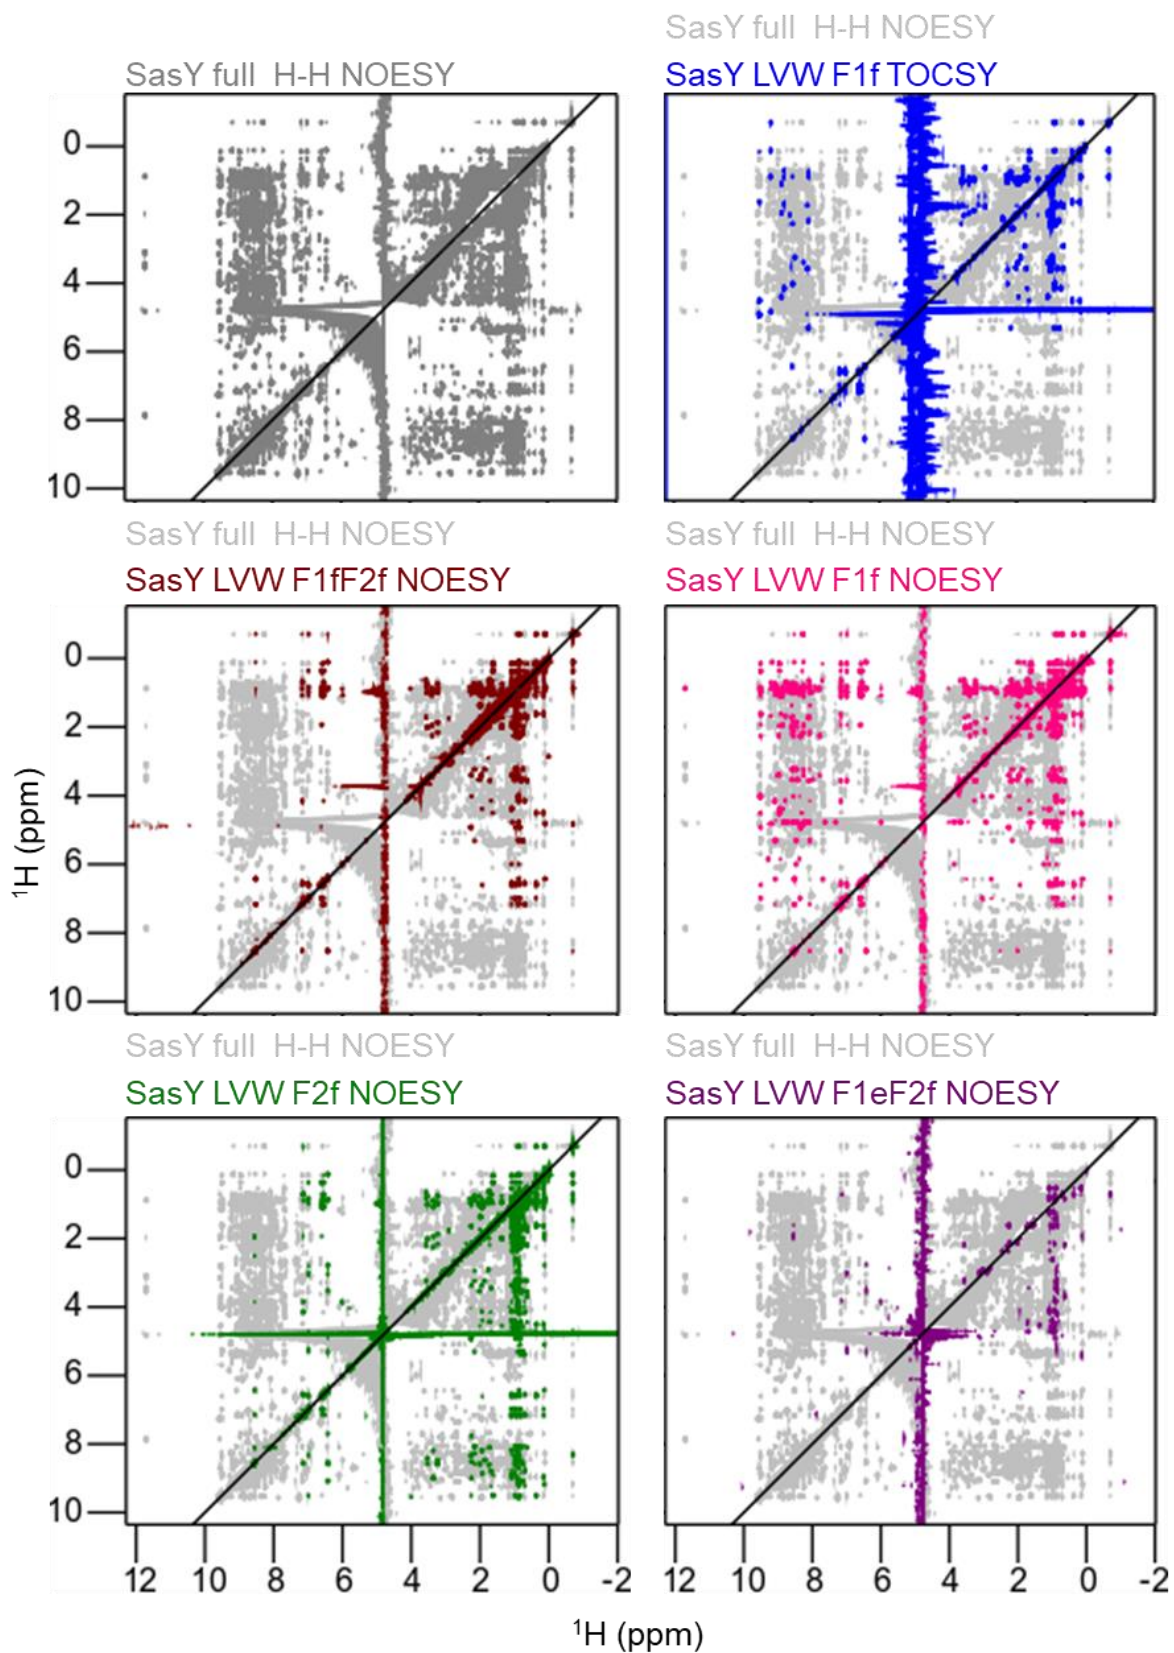 SasY full H-H NOESY
SasY full H-H NOESY
SasY LVW F1f TOCSY
0
2
4
6
8
10
SasY full H-H NOESY
SasY LVW F1fF2f NOESY
SasY full H-H NOESY
SasY LVW F1f NOESY
0
2
4
6
8
10
¹H (ppm)
SasY full H-H NOESY
SasY LVW F2f NOESY
SasY full H-H NOESY
SasY LVW F1eF2f NOESY
0
2
4
6
8
10
12 10 8 6 4 2 0 -2
12 10 8 6 4 2 0 -2
¹H (ppm)